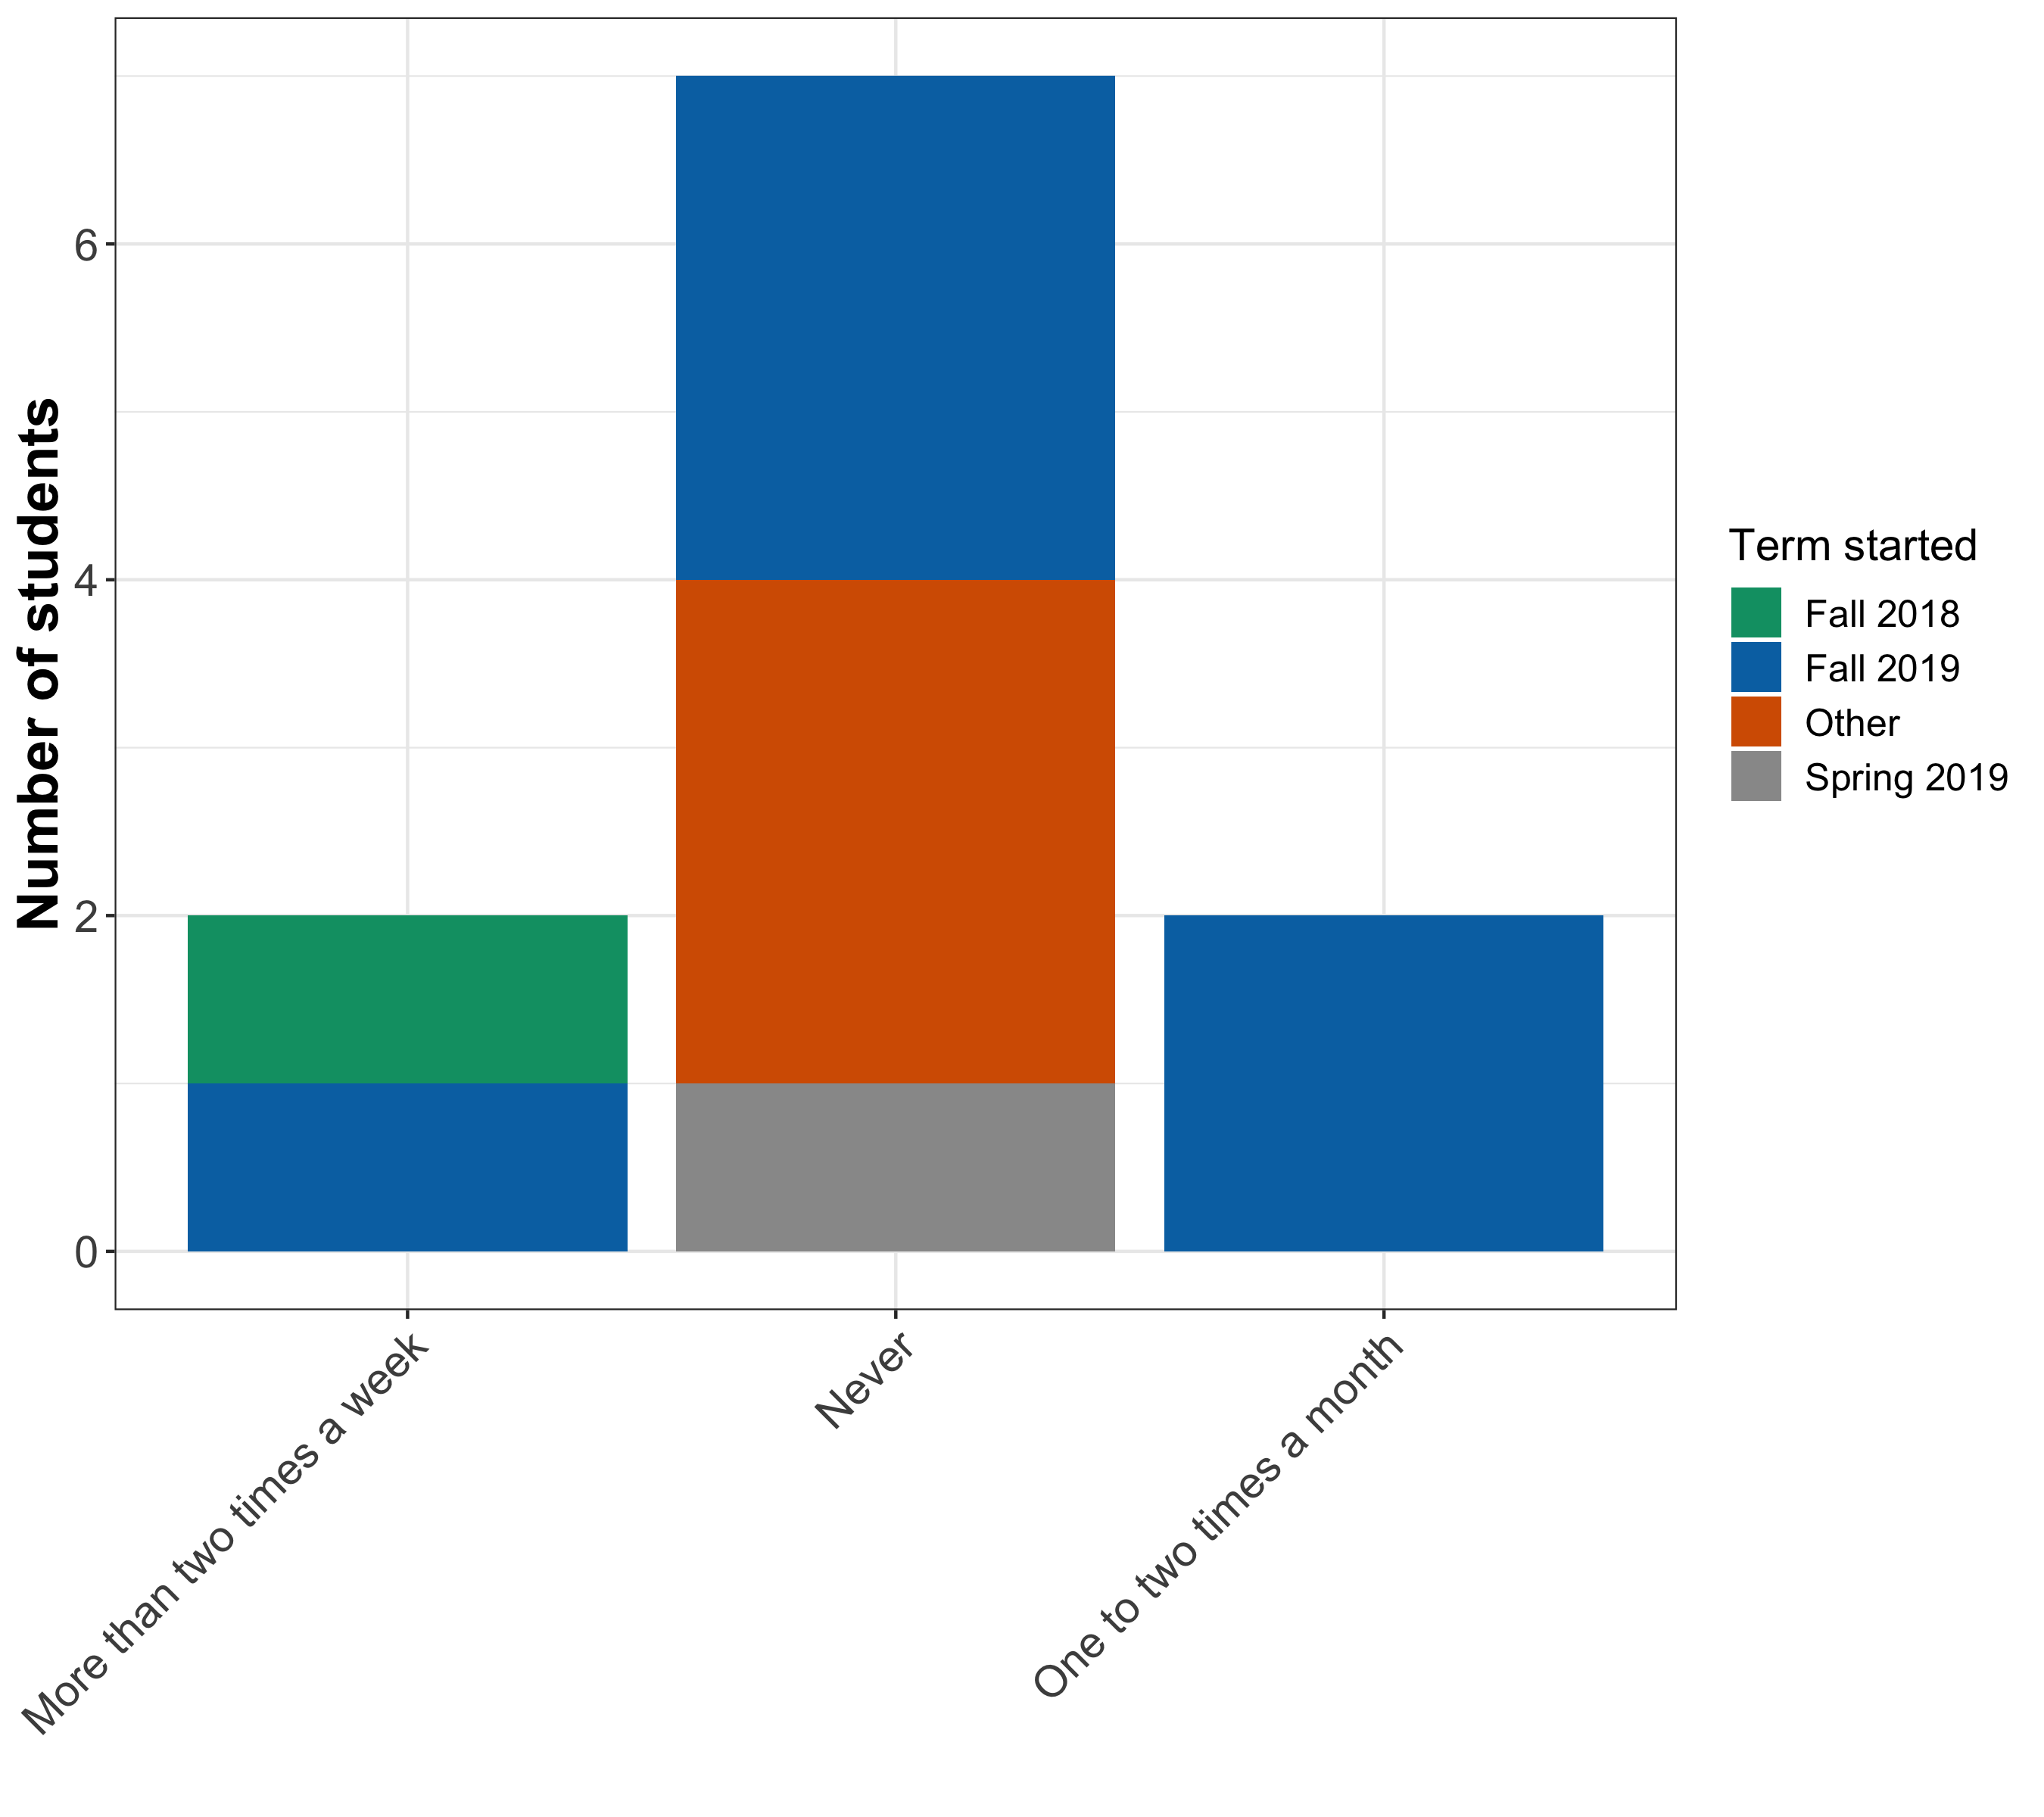 Number of students
6
4
2
0
More than two times a week
Never
One to two times a month
Term started
Fall 2018
Fall 2019
Other
Spring 2019